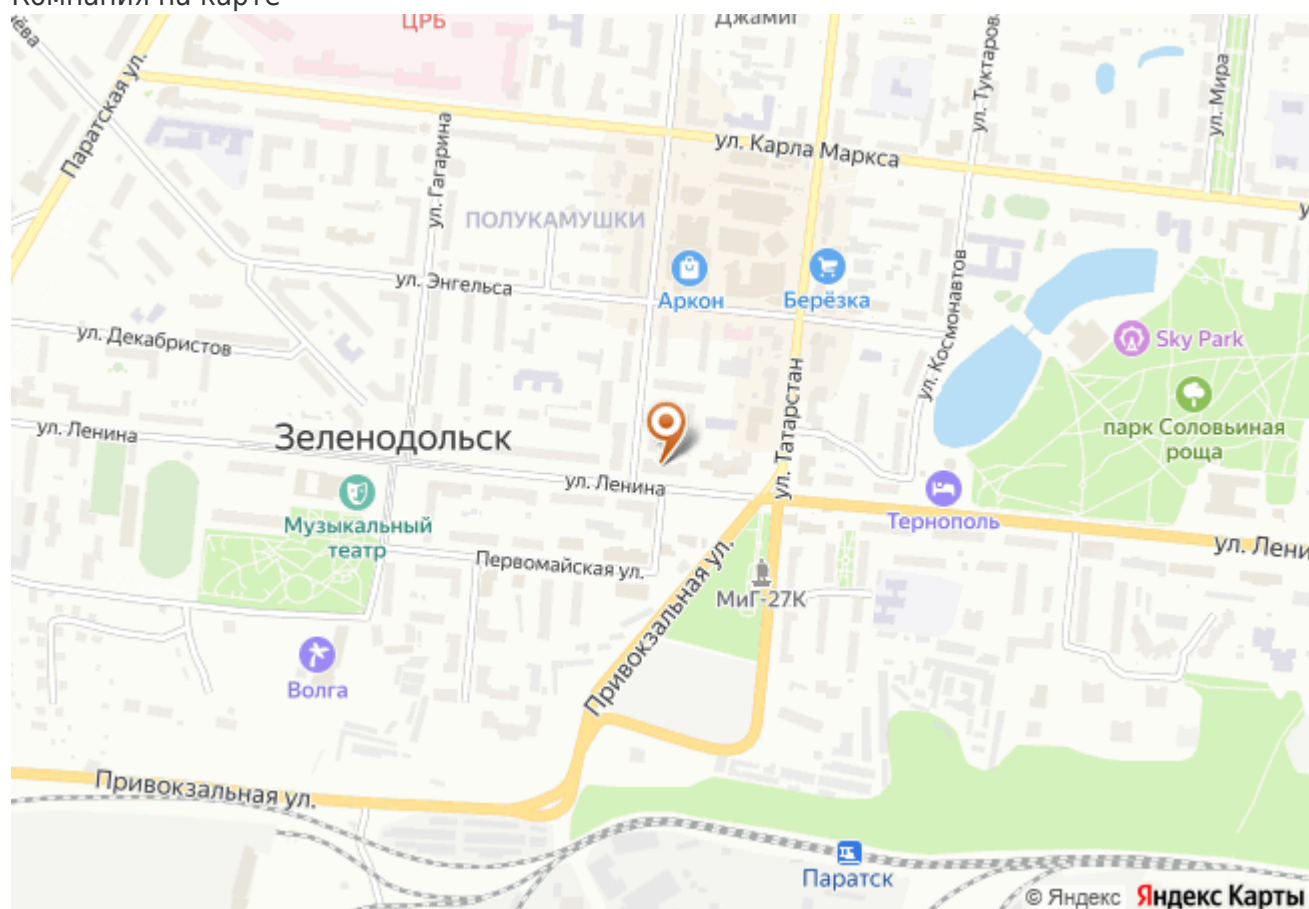 Компания на карте
ЦРБ
Джамиг
Паратская ул.
ул. Гагарина
ул. Туктаров
ул. Мира
ул. Карла Маркса
ПОЛУКАМУШКИ
ул. Энгельса
Аркон
Берёзка
ул. Космонавтов
ул. Декабристов
Sky Park
ул. Татарстан
парк Соловьиная
роща
ул. Ленина
Зеленодольск
ул. Ленина
Тернополь
Музыкальный
театр
Первомайская ул.
ул. Лени
Привокзальная ул.
МиГ-27К
Волга
Привокзальная ул.
Паратск
© Яндекс Яндекс Карты